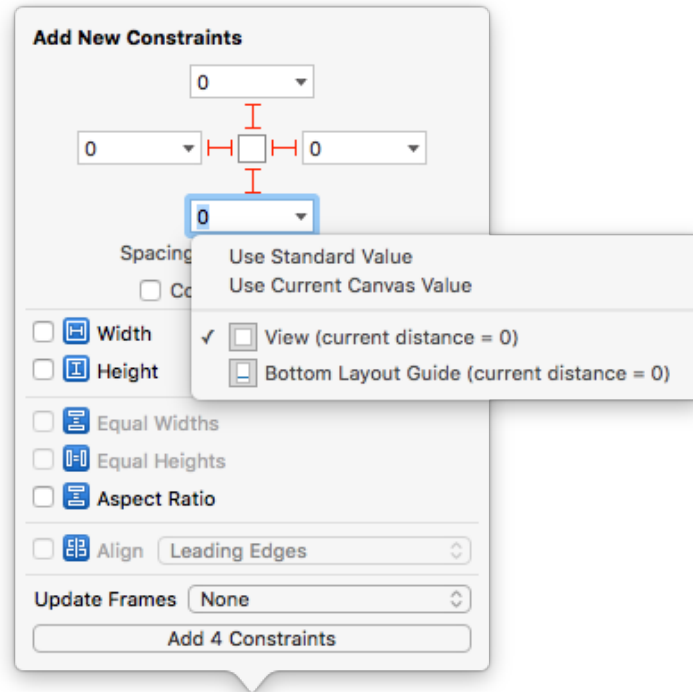 Add New Constraints
0
0 0
0
Spacing
Co
Use Standard Value
Use Current Canvas Value
✓ View (current distance = 0)
Bottom Layout Guide (current distance = 0)
Width
Height
Equal Widths
Equal Heights
Aspect Ratio
Align Leading Edges
Update Frames None
Add 4 Constraints